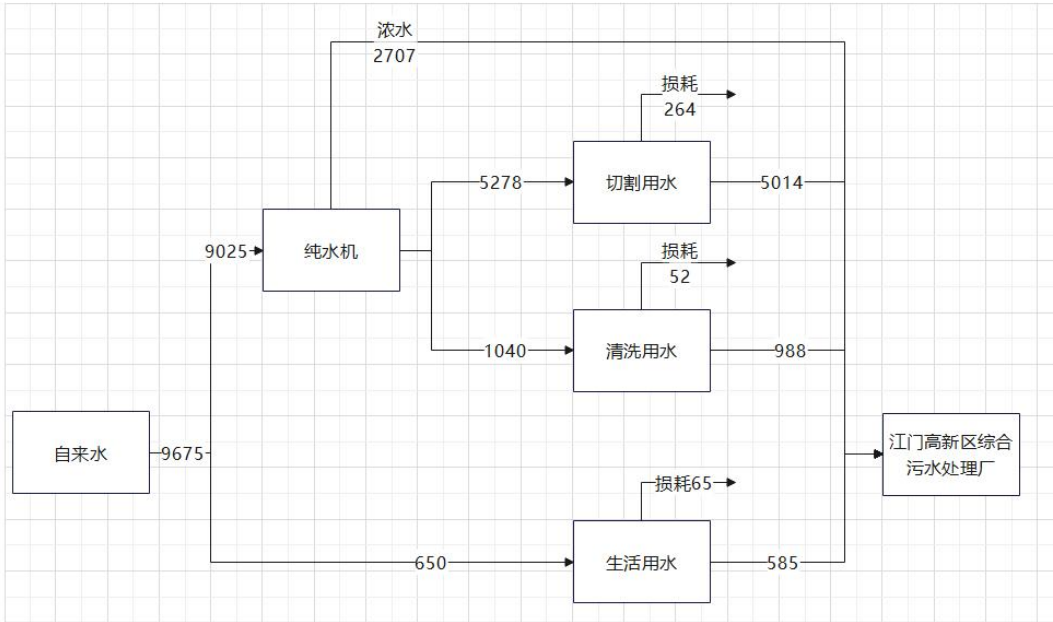 浓水
2707
损耗
264
5278
切割用水
5014
9025
纯水机
损耗
52
1040
清洗用水
988
自来水
9675
江门高新区综合
污水处理厂
损耗65
650
生活用水
585